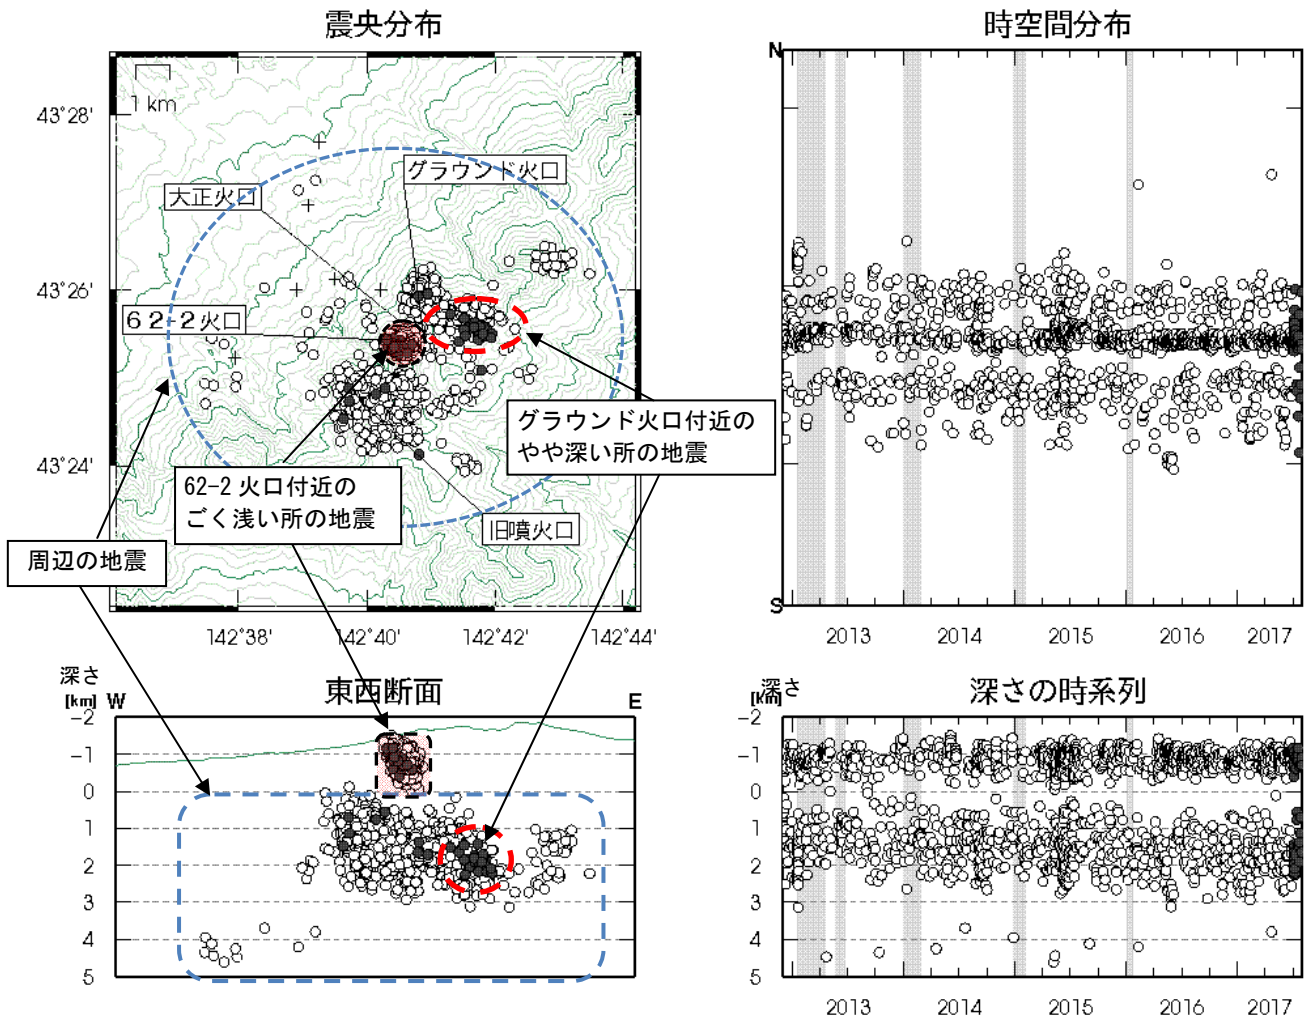 震央分布
1 km
43°28'
43°26'
43°24'
グラウンド火口
大正火口
62-2火口
旧噴火口
グラウンド火口付近の
やや深い所の地震
62-2 火口付近の
ごく浅い所の地震
周辺の地震
142°38'
142°40'
142°42'
142°44'
時空間分布
N
S
2013
2014
2015
2016
2017
東西断面
深さ
[km]
W
E
-2
-1
0
1
2
3
4
5
深さの時系列
深さ
[km]
-2
-1
0
1
2
3
4
5
2013
2014
2015
2016
2017